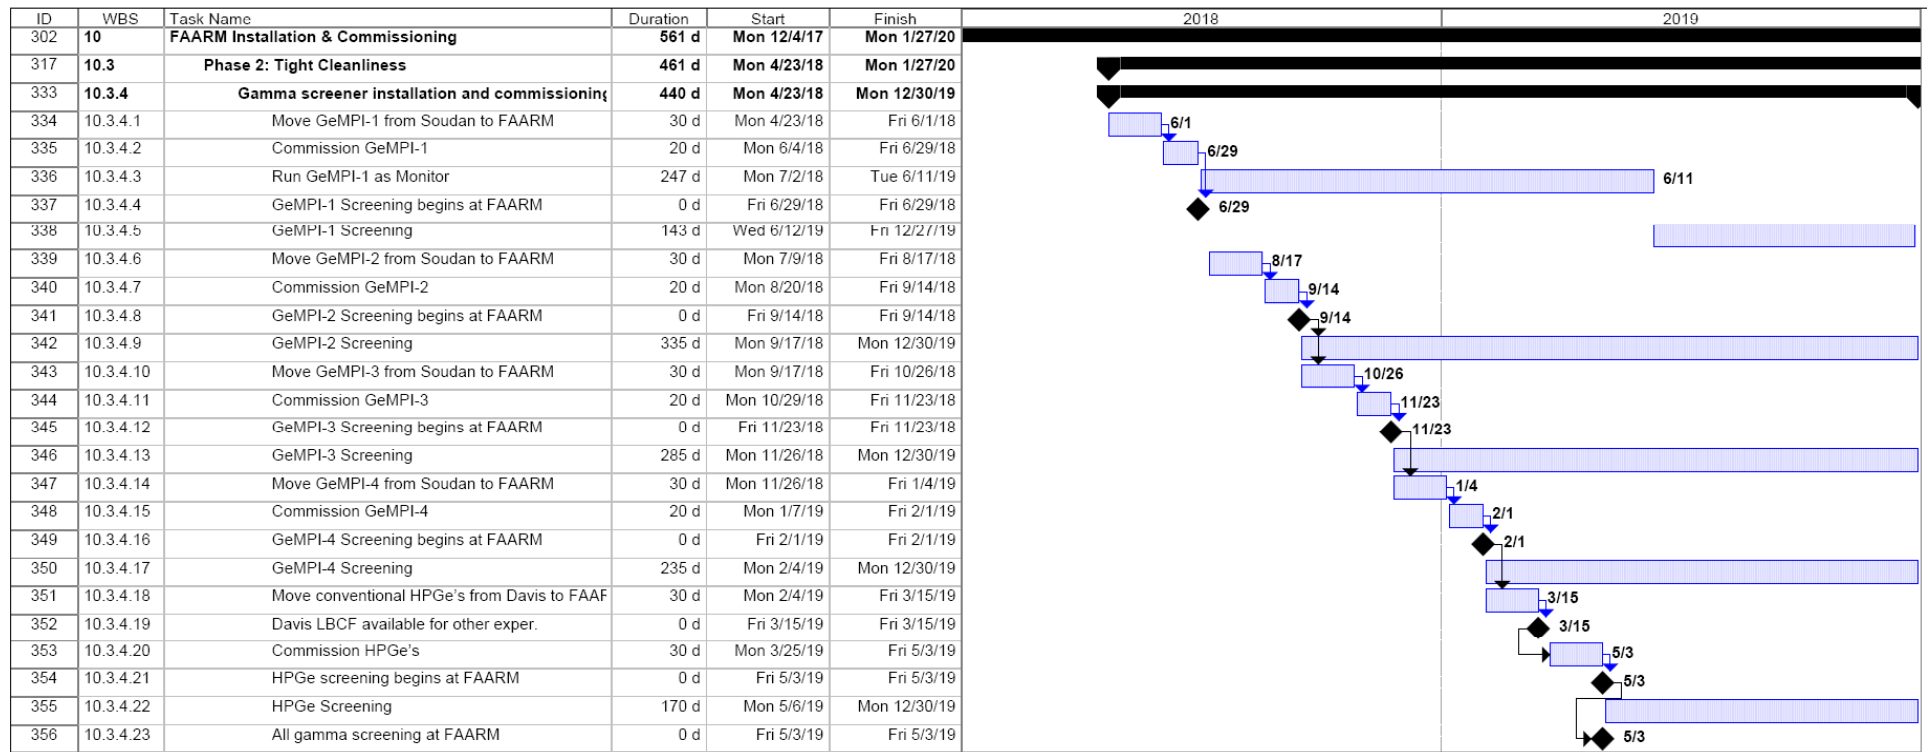 ID WBS Task Name Duration Start Finish 2018 2019
302 10 FAARM Installation & Commissioning 561 d Mon 12/4/17 Mon 1/27/20
317 10.3 Phase 2: Tight Cleanliness 461 d Mon 4/23/18 Mon 1/27/20
333 10.3.4 Gamma screener installation and commissioning 440 d Mon 4/23/18 Mon 12/30/19
334 10.3.4.1 Move GeMPI-1 from Soudan to FAARM 30 d Mon 4/23/18 Fri 6/1/18 6/1
335 10.3.4.2 Commission GeMPI-1 20 d Mon 6/4/18 Fri 6/29/18 6/29
336 10.3.4.3 Run GeMPI-1 as Monitor 247 d Mon 7/2/18 Tue 6/11/19 6/11
337 10.3.4.4 GeMPI-1 Screening begins at FAARM 0 d Fri 6/29/18 Fri 6/29/18 6/29
338 10.3.4.5 GeMPI-1 Screening 143 d Wed 6/12/19 Fri 12/27/19
339 10.3.4.6 Move GeMPI-2 from Soudan to FAARM 30 d Mon 7/9/18 Fri 8/17/18 8/17
340 10.3.4.7 Commission GeMPI-2 20 d Mon 8/20/18 Fri 9/14/18 9/14
341 10.3.4.8 GeMPI-2 Screening begins at FAARM 0 d Fri 9/14/18 Fri 9/14/18 9/14
342 10.3.4.9 GeMPI-2 Screening 335 d Mon 9/17/18 Mon 12/30/19
343 10.3.4.10 Move GeMPI-3 from Soudan to FAARM 30 d Mon 9/17/18 Fri 10/26/18 10/26
344 10.3.4.11 Commission GeMPI-3 20 d Mon 10/29/18 Fri 11/23/18 11/23
345 10.3.4.12 GeMPI-3 Screening begins at FAARM 0 d Fri 11/23/18 Fri 11/23/18 11/23
346 10.3.4.13 GeMPI-3 Screening 285 d Mon 11/26/18 Mon 12/30/19
347 10.3.4.14 Move GeMPI-4 from Soudan to FAARM 30 d Mon 11/26/18 Fri 1/4/19 1/4
348 10.3.4.15 Commission GeMPI-4 20 d Mon 1/7/19 Fri 2/1/19 2/1
349 10.3.4.16 GeMPI-4 Screening begins at FAARM 0 d Fri 2/1/19 Fri 2/1/19 2/1
350 10.3.4.17 GeMPI-4 Screening 235 d Mon 2/4/19 Mon 12/30/19
351 10.3.4.18 Move conventional HPGe's from Davis to FAAF 30 d Mon 2/4/19 Fri 3/15/19 3/15
352 10.3.4.19 Davis LBCF available for other exper. 0 d Fri 3/15/19 Fri 3/15/19 3/15
353 10.3.4.20 Commission HPGe's 30 d Mon 3/25/19 Fri 5/3/19 5/3
354 10.3.4.21 HPGe screening begins at FAARM 0 d Fri 5/3/19 Fri 5/3/19 5/3
355 10.3.4.22 HPGe Screening 170 d Mon 5/6/19 Mon 12/30/19
356 10.3.4.23 All gamma screening at FAARM 0 d Fri 5/3/19 Fri 5/3/19 5/3